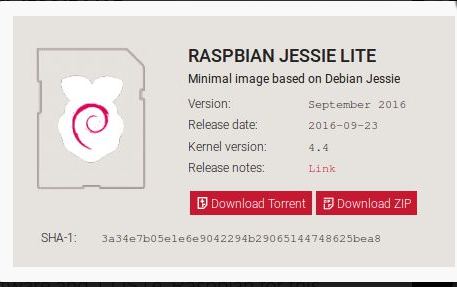 RASPBIAN JESSIE LITE
Minimal image based on Debian Jessie
Version: September 2016
Release date: 2016-09-23
Kernel version: 4.4
Release notes: Link
Download Torrent Download ZIP
SHA-1: 3a34e7b05e1e6e9042294b29065144748625bea8